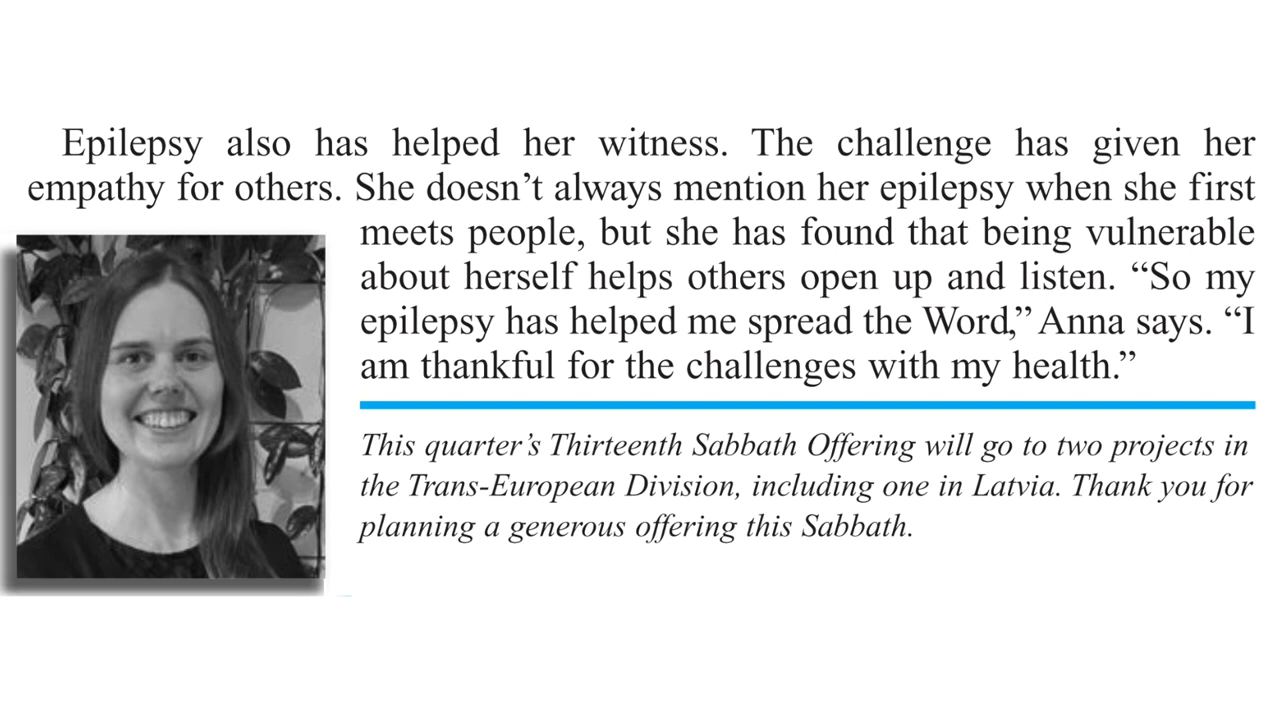 Epilepsy also has helped her witness. The challenge has given her
empathy for others. She doesn’t always mention her epilepsy when she first
meets people, but she has found that being vulnerable
about herself helps others open up and listen. “So my
epilepsy has helped me spread the Word,” Anna says. “I
am thankful for the challenges with my health.”
This quarter’s Thirteenth Sabbath Offering will go to two projects in
the Trans-European Division, including one in Latvia. Thank you for
planning a generous offering this Sabbath.